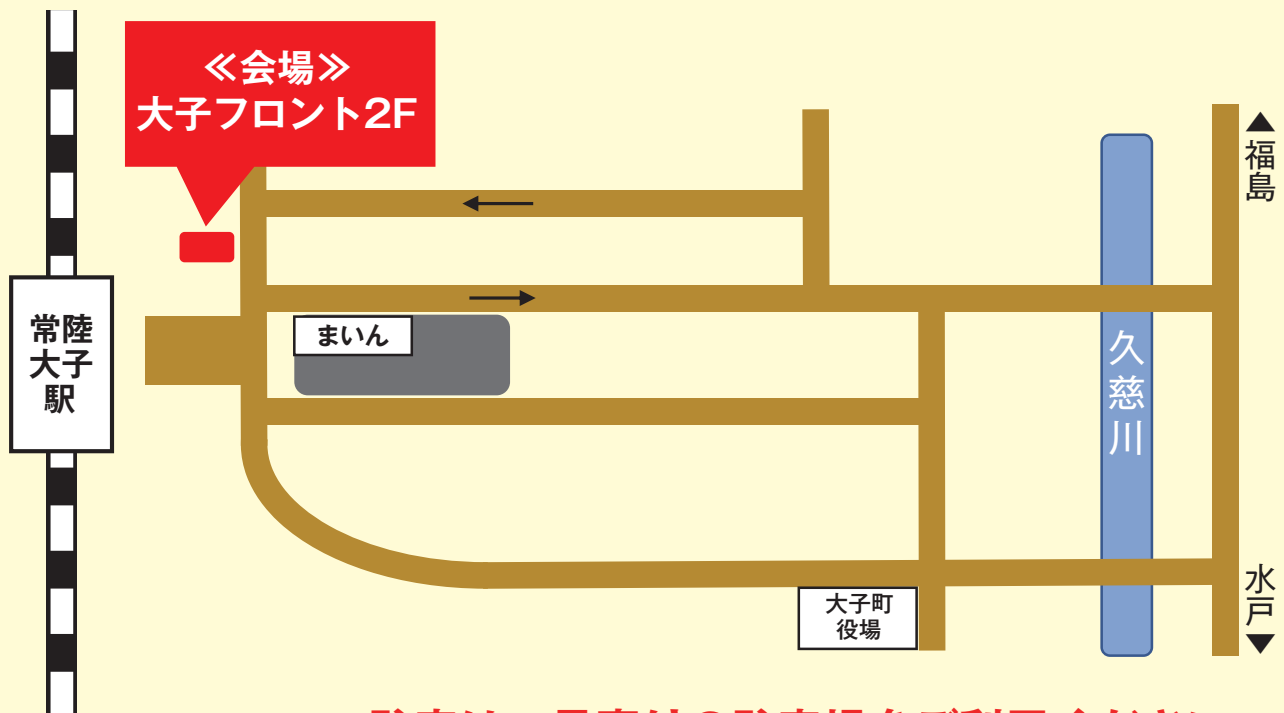 ≪会場≫
大子フロント2F
福島
常陸
大子
駅
まいん
久慈川
大子町
役場
水戸